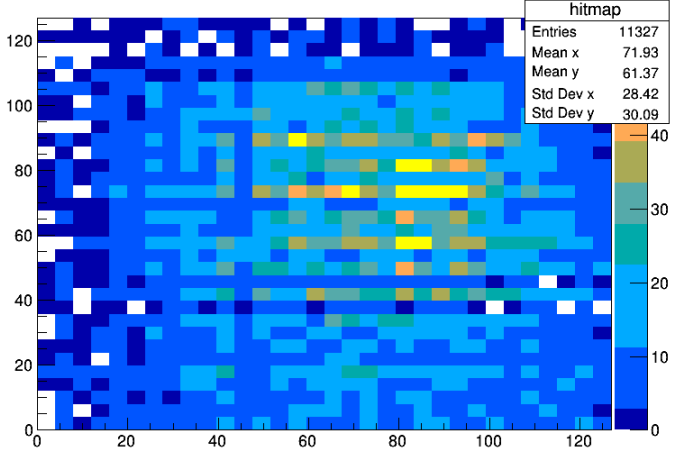 hitmap
Entries 11327
Mean x 71.93
Mean y 61.37
Std Dev x 28.42
Std Dev y 30.09
120
100
80
60
40
20
0
0 20 40 60 80 100 120
40
30
20
10
0